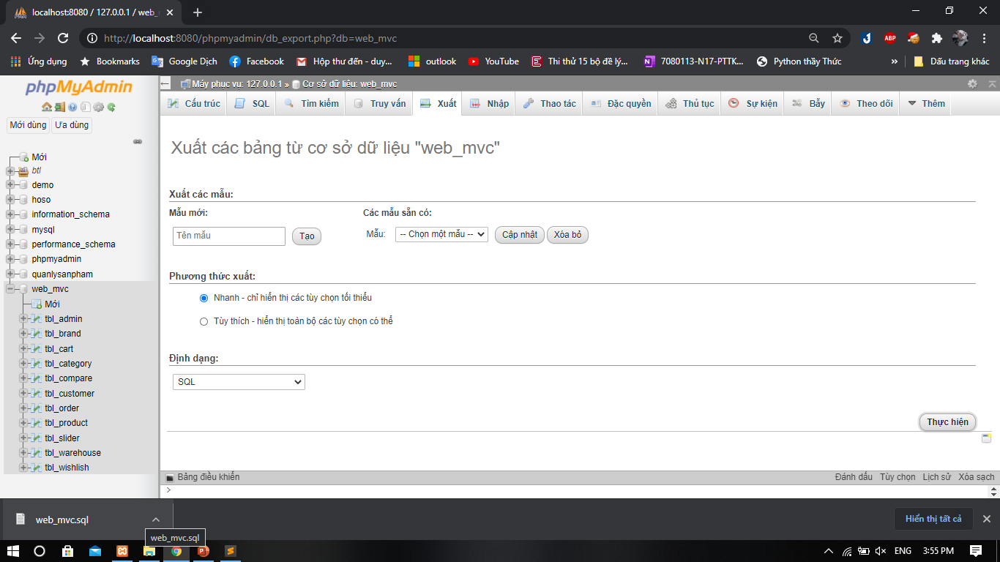 localhost:8080 / 127.0.0.1 / web_
http://localhost:8080/phpmyadmin/db_export.php?db=web_mvc
ABP
Ứng dụng Bookmarks Google Dịch Facebook Hộp thư đến - duy... outlook YouTube Thi thử 15 bộ đề lý... 7080113-N17-PTTK... Python thầy Thức » Dấu trang khác
phpMyAdmin
Mới dùng Ưa dùng
Mới
btl
demo
hoso
information_schema
mysql
performance_schema
phpmyadmin
quanlysanpham
web_mvc
Mới
tbl_admin
tbl_brand
tbl_cart
tbl_category
tbl_compare
tbl_customer
tbl_order
tbl_product
tbl_slider
tbl_warehouse
tbl_wishlish
Máy phục vụ: 127.0.0.1 » Cơ sở dữ liệu: web_mvc
Cấu trúc SQL Tìm kiếm Truy vấn Xuất Nhập Thao tác Đặc quyền Thủ tục Sự kiện Bẫy Theo dõi Thêm
Xuất các bảng từ cơ sở dữ liệu "web_mvc"
Xuất các mẫu:
Mẫu mới: Các mẫu sẵn có:
Tên mẫu Tạo Mẫu: -- Chọn một mẫu -- Cập nhật Xóa bỏ
Phương thức xuất:
Nhanh - chỉ hiển thị các tùy chọn tối thiểu
Tùy thích - hiển thị toàn bộ các tùy chọn có thể
Định dạng:
SQL
Thực hiện
Bảng điều khiển Đánh dấu Tùy chọn Lịch sử Xóa sạch
>
web_mvc.sql Hiển thị tất cả
web_mvc.sql
ENG 3:55 PM